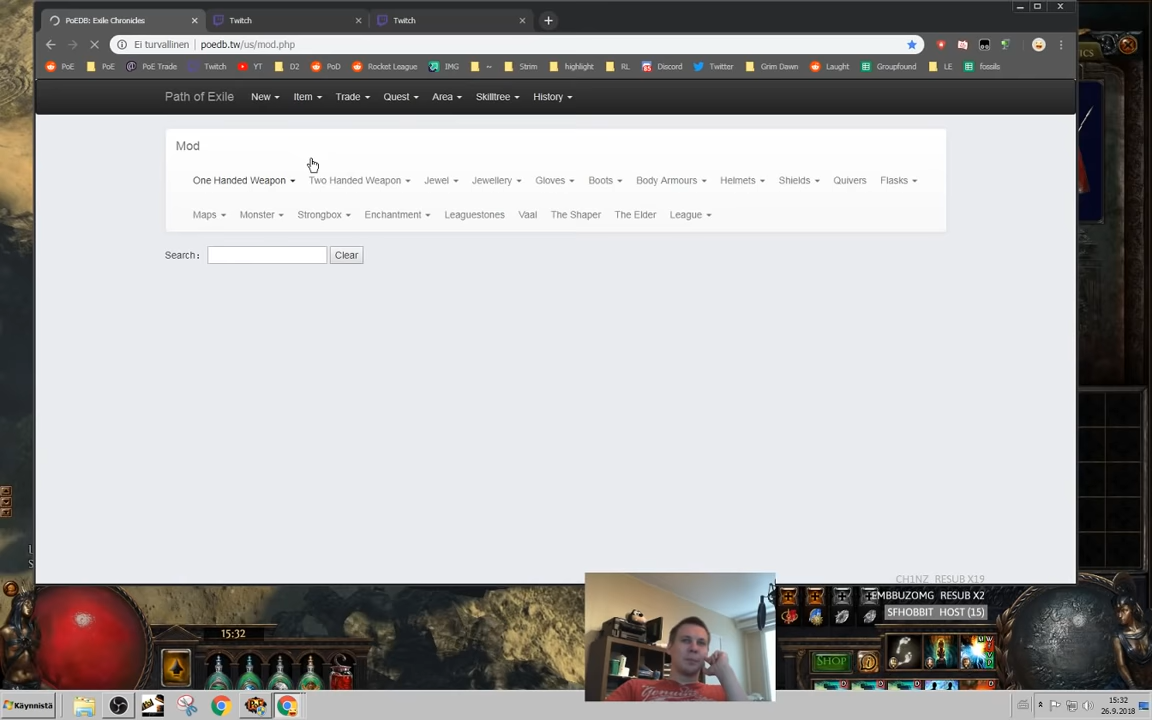 PoEDB: Exile Chronicles
Twitch
Twitch
Ei turvallinen
poedb.tw/us/mod.php
PoE
PoE
PoE Trade
Twitch
YT
D2
PoD
Rocket League
IMG
~
Strim
highlight
RL
Discord
Twitter
Grim Dawn
Laught
Groupfound
LE
fossils
Path of Exile
New
Item
Trade
Quest
Area
Skilltree
History
Mod
One Handed Weapon
Two Handed Weapon
Jewel
Jewellery
Gloves
Boots
Body Armours
Helmets
Shields
Quivers
Flasks
Maps
Monster
Strongbox
Enchantment
Leaguestones
Vaal
The Shaper
The Elder
League
Search:
Clear
CH1NZ RESUB X19
EMBBUZOMG RESUB X2
SFHOBBIT HOST (15)
15:32
SHOP
Käynnistä
15:32
26.9.2018